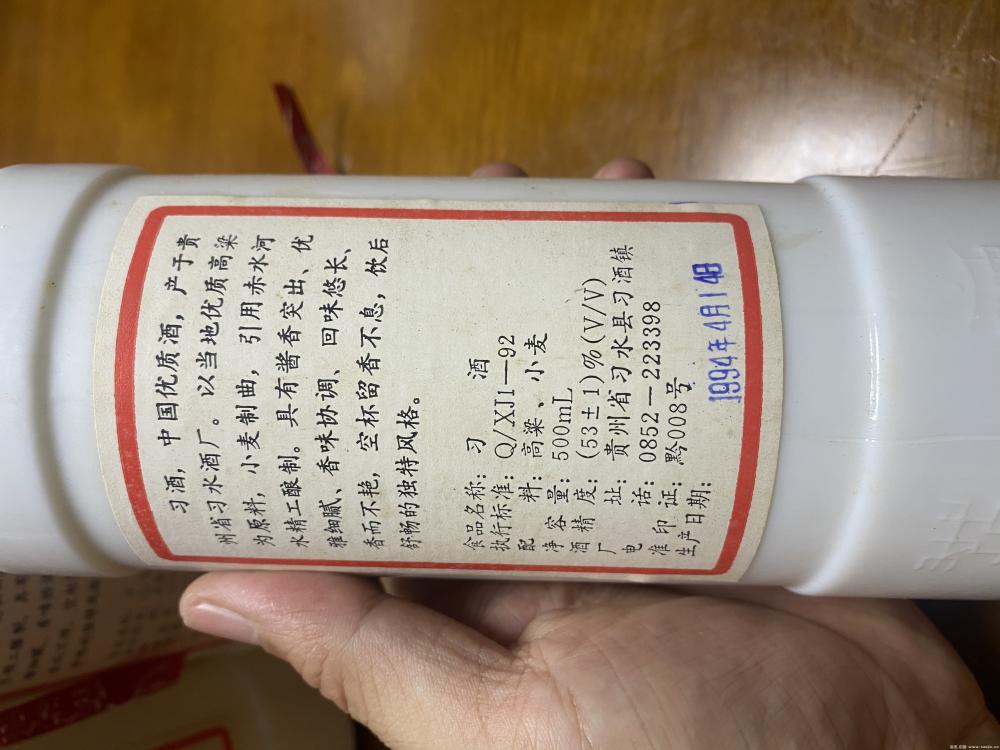 习酒，中国优质酒，产于贵
州省习水酒厂。以当地优质高粱
为原料，小麦制曲，引用赤水河
水精工酿制。具有酱香突出、优
雅细腻、香味协调、回味悠长、
香而不艳，空杯留香不息，饮后
舒畅的独特风格。
食品名称：习 酒
执行标准：Q/XJ1—92
配 料：高粱、小麦
净 容 量：500mL
酒 精 度：(53±1)%(V/V)
厂 址：贵州省习水县习酒镇
电 话：0852—223398
准 印 证：黔008号
生产日期：1994年4月14日